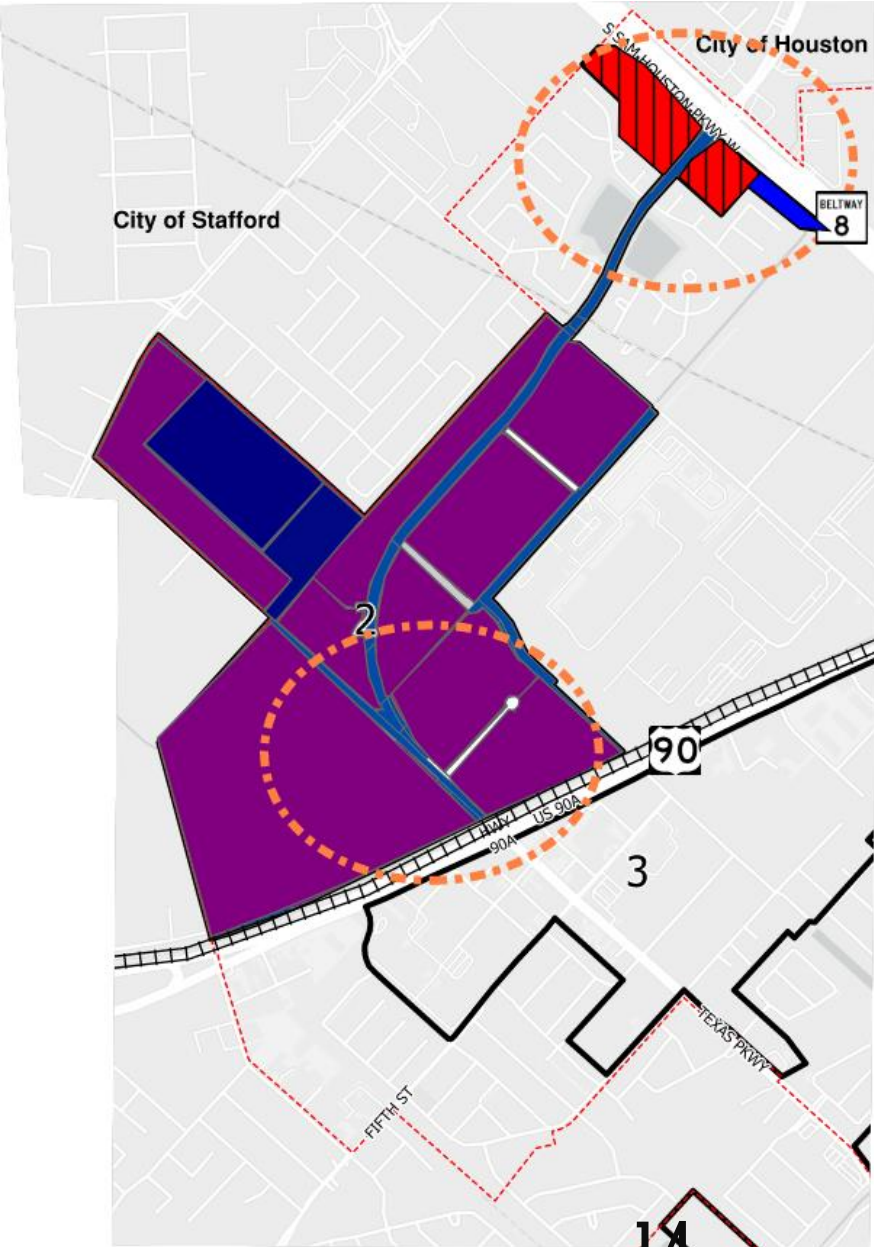 City of Houston
S SAM HOUSTON PKWY W
BELTWAY
8
City of Stafford
2
90
US 90A
HWY
90A
3
TEXAS PKWY
FIFTH ST